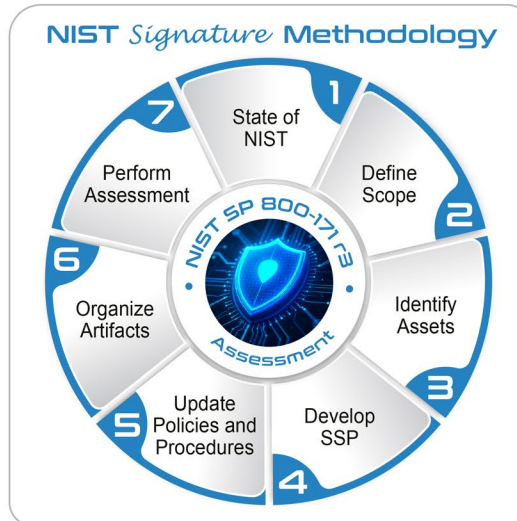 NIST Signature Methodology
1
State of
NIST
Define
Scope
2
Identify
Assets
3
Develop
SSP
4
Update
Policies and
Procedures
5
Organize
Artifacts
6
Perform
Assessment
7
NIST SP 800-171 r3
Assessment